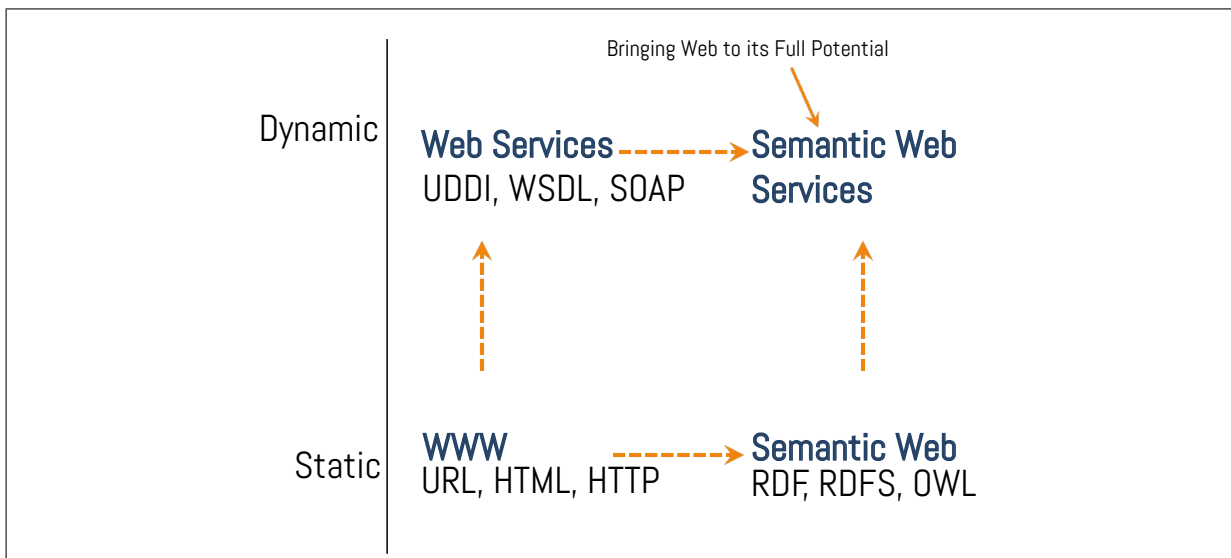 Bringing Web to its Full Potential
Dynamic
Web Services
UDDI, WSDL, SOAP
Semantic Web
Services
Static
WWW
URL, HTML, HTTP
Semantic Web
RDF, RDFS, OWL